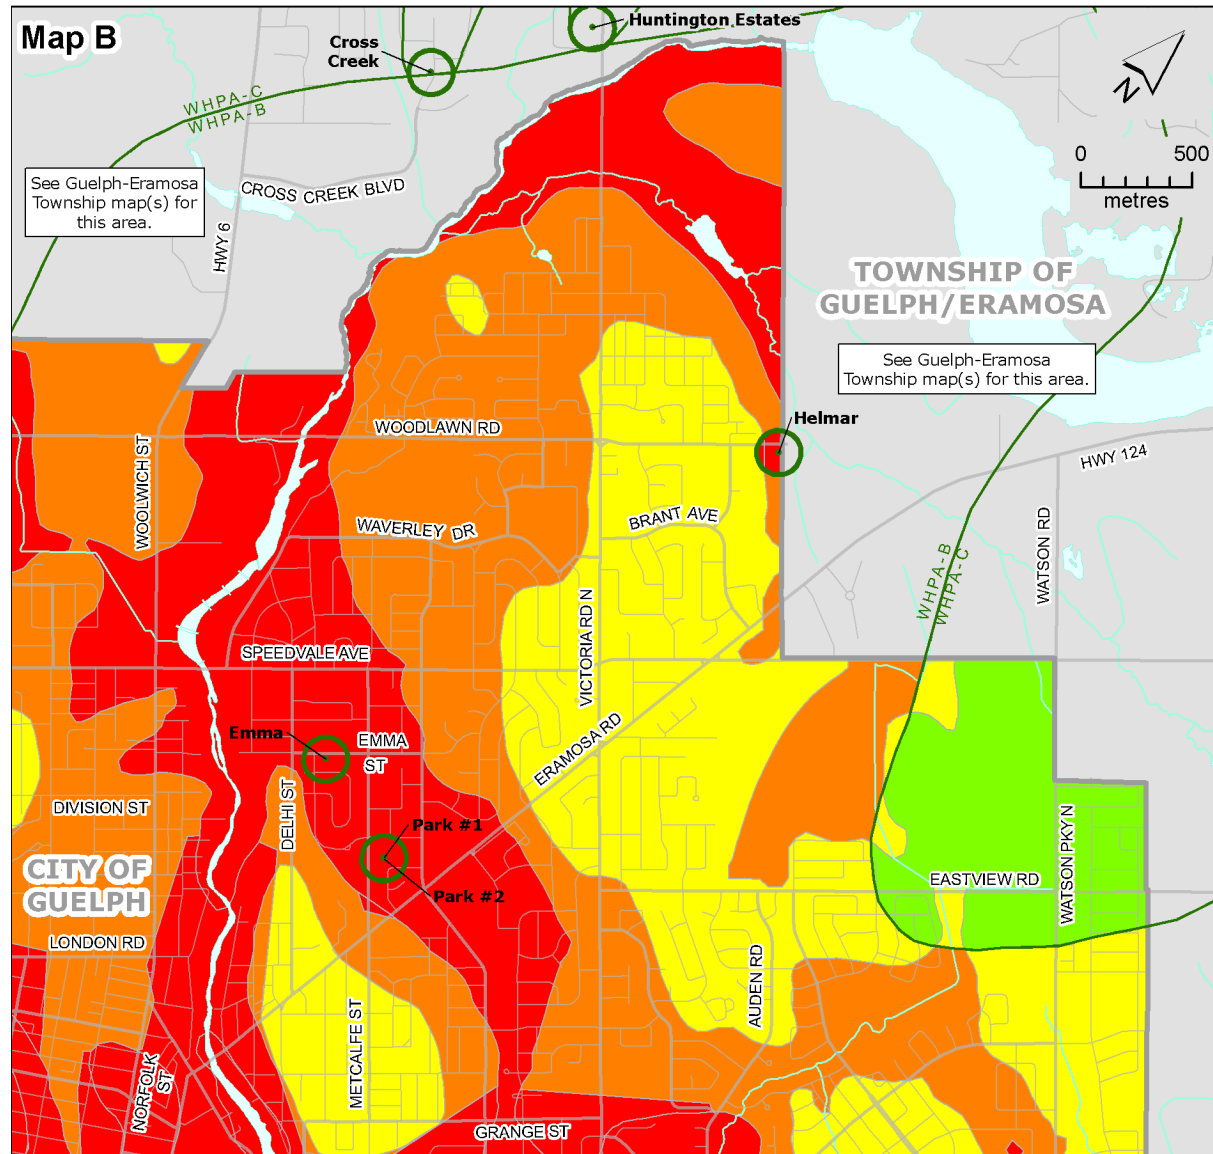 Map B
Huntington Estates
Cross
Creek
WHPA-C
WHPA-B
N
0 500
metres
See Guelph-Eramosa
Township map(s) for
this area.
CROSS CREEK BLVD
HWY 6
TOWNSHIP OF
GUELPH/ERAMOSA
See Guelph-Eramosa
Township map(s) for this area.
Helmar
WOODLAWN RD
HWY 124
WOOLWICH ST
WAVERLEY DR
BRANT AVE
WATSON RD
WHPA-B
WHPA-C
VICTORIA RD N
SPEEDVALE AVE
Emma
EMMA
ST
ERAMOSA RD
DIVISION ST
DELHI ST
Park #1
WATSON PKY N
CITY OF
GUELPH
EASTVIEW RD
Park #2
LONDON RD
AUDEN RD
METCALFE ST
NORFOLK
ST
GRANGE ST